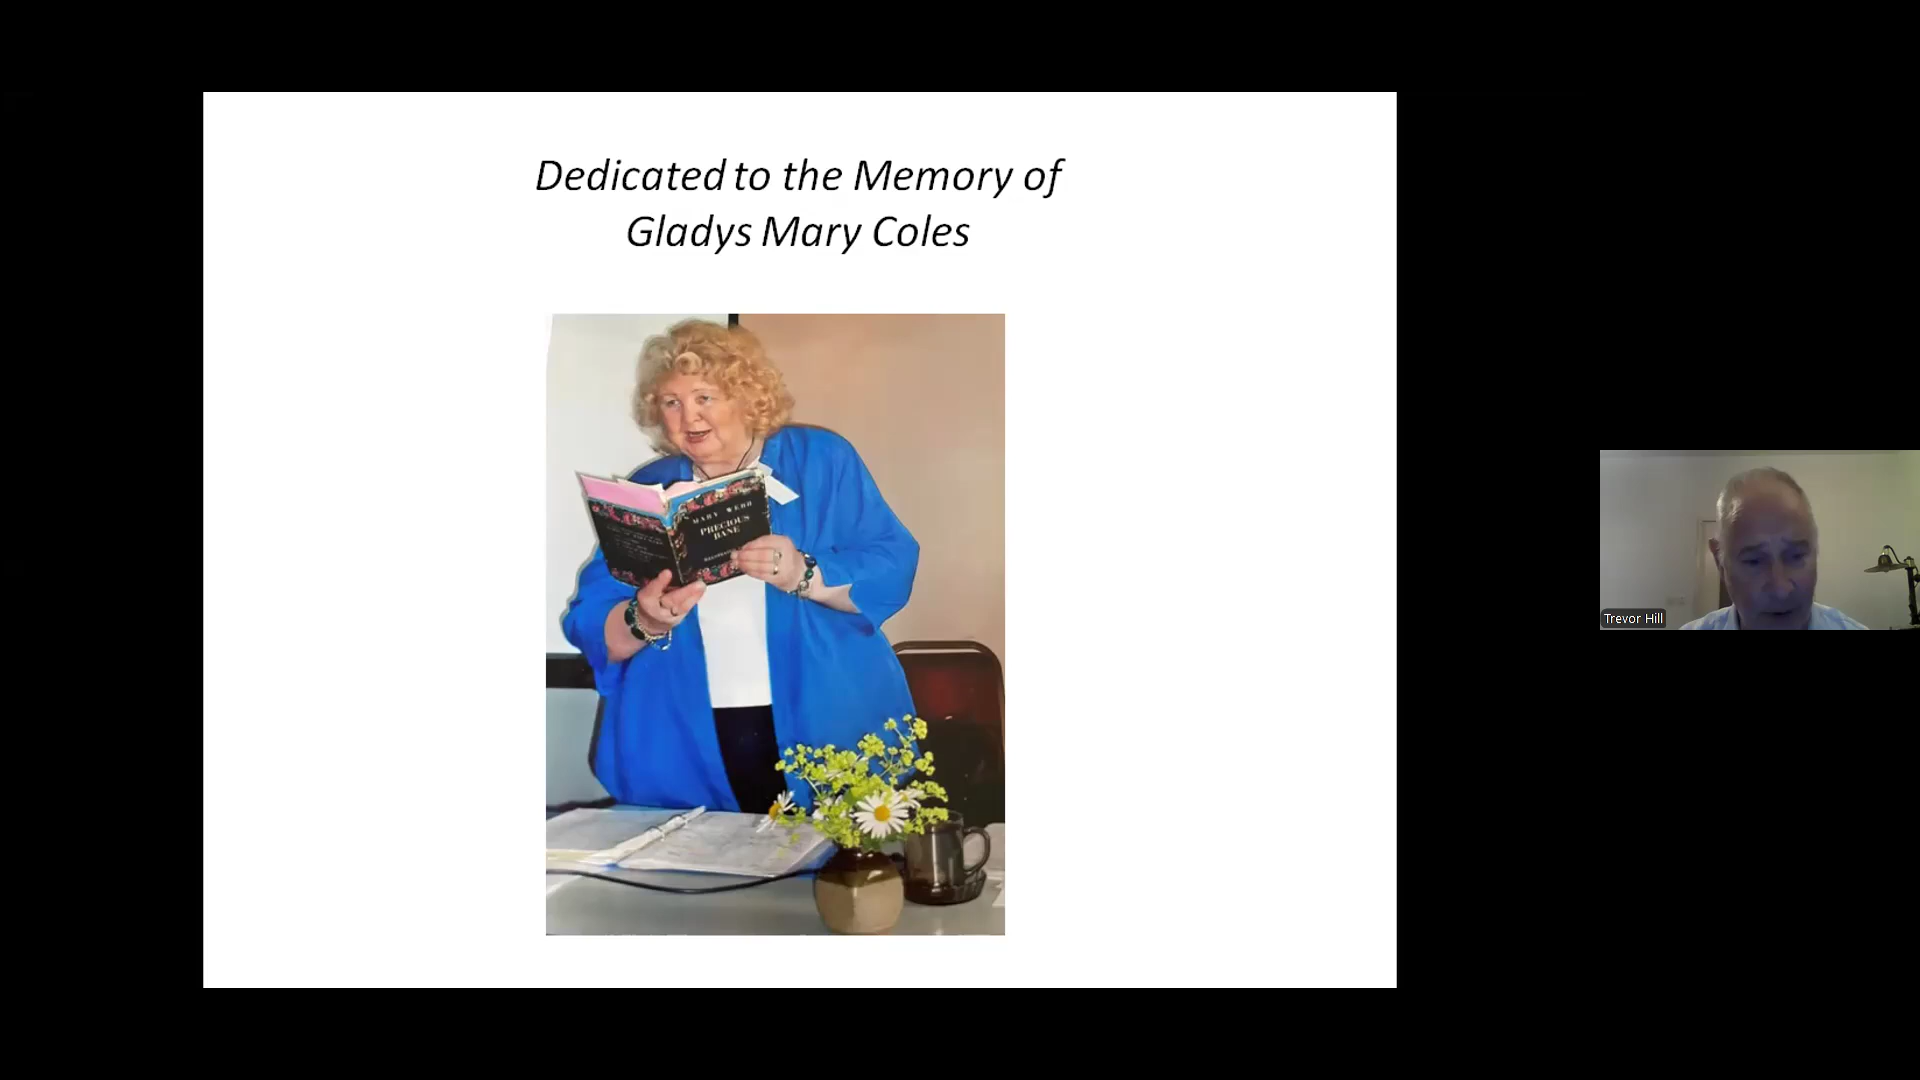 Dedicated to the Memory of
Gladys Mary Coles
MARY WEBB
PRECIOUS
BANE
Trevor Hill